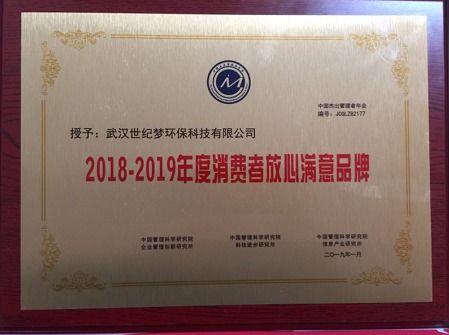 中国杰出管理者年会
编号：JOGLZB2177
授予：武汉世纪梦环保科技有限公司
2018-2019年度消费者放心满意品牌
中国管理科学研究院
企业管理创新研究所
中国管理科学研究院
科技进步研究所
中国管理科学研究院
信息产业研究所
二〇一九年一月